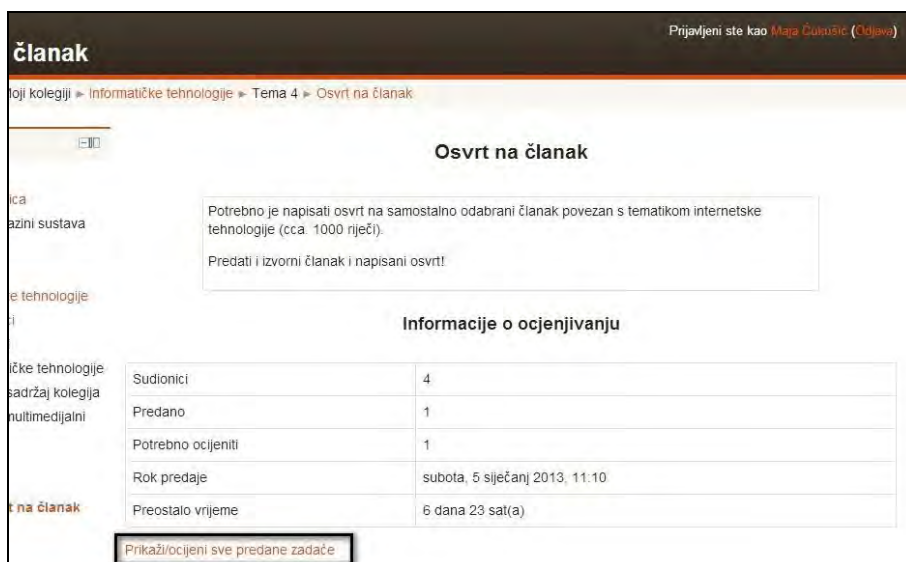 Prijavljeni ste kao Maja Ćukušić (Odjava)
članak
Moji kolegiji ► Informatičke tehnologije ► Tema 4 ► Osvrt na članak
Osvrt na članak
Potrebno je napisati osvrt na samostalno odabrani članak povezan s tematikom internetske
tehnologije (cca. 1000 riječi).
Predati i izvorni članak i napisani osvrt!
Informacije o ocjenjivanju
ica
azini sustava
e tehnologije
ci
ičke tehnologije
sadržaj kolegija
multimedijalni
t na članak
Sudionici 4
Predano 1
Potrebno ocijeniti 1
Rok predaje subota, 5 siječanj 2013, 11:10
Preostalo vrijeme 6 dana 23 sat(a)
Prikaži/ocijeni sve predane zadaće